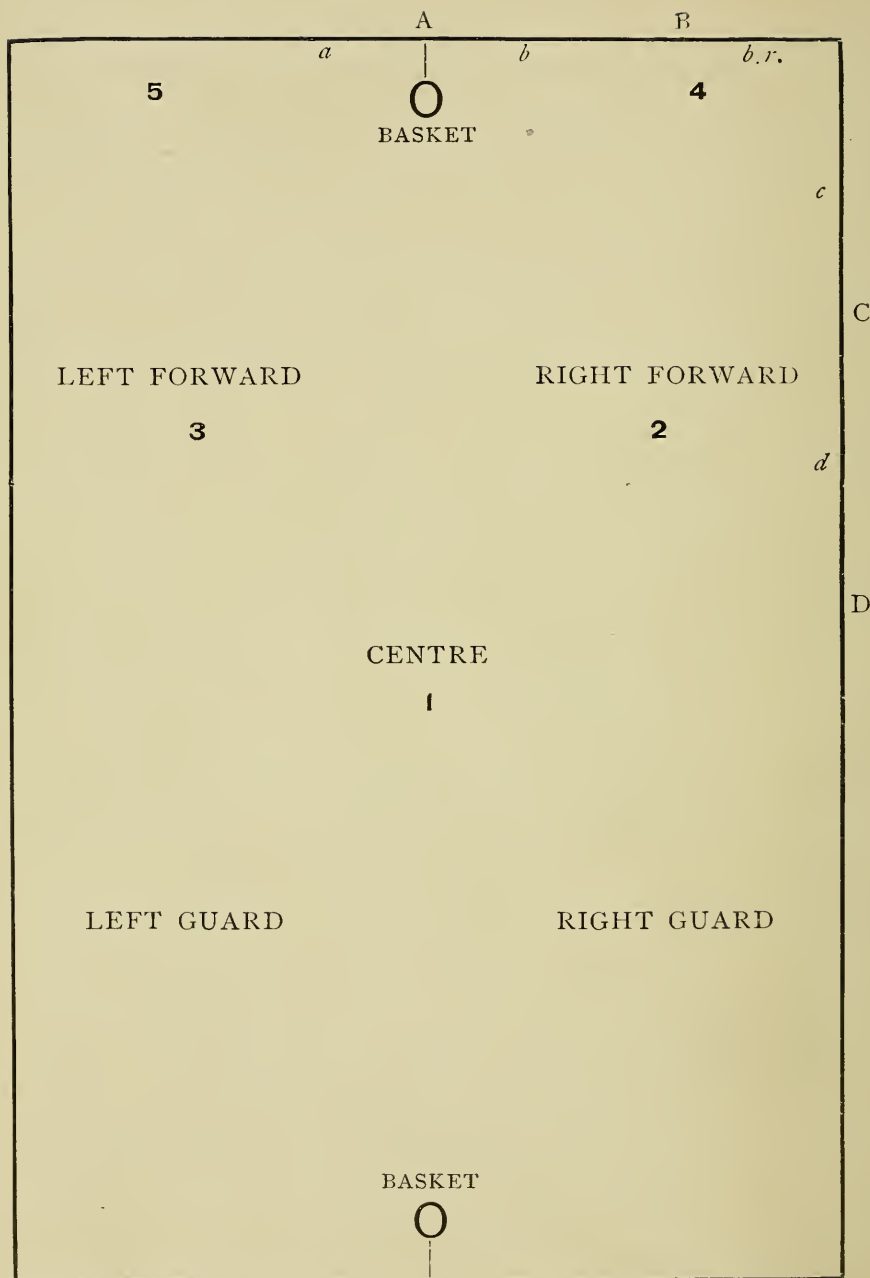 A B
a b b.r.
5 4
BASKET
c
C
LEFT FORWARD RIGHT FORWARD
3 2
d
D
CENTRE
1
LEFT GUARD RIGHT GUARD
BASKET